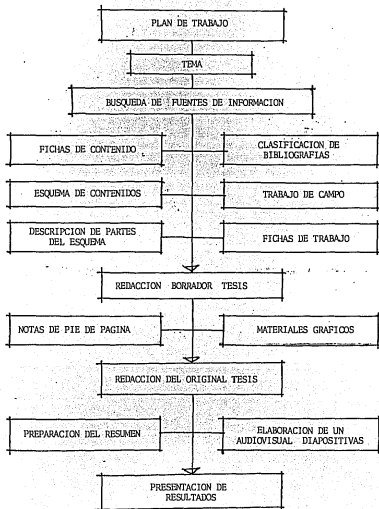 PLAN DE TRABAJO
TEMA
BUSQUEDA DE FUENTES DE INFORMACION
FICHAS DE CONTENIDO
CLASIFICACION DE
BIBLIOGRAFIAS
ESQUEMA DE CONTENIDOS
TRABAJO DE CAMPO
DESCRIPCION DE PARTES
DEL ESQUEMA
FICHAS DE TRABAJO
REDACCION BORRADOR TESIS
NOTAS DE PIE DE PAGINA
MATERIALES GRAFICOS
REDACCION DEL ORIGINAL TESIS
PREPARACION DEL RESUMEN
ELABORACION DE UN
AUDIOVISUAL DIAPOSITIVAS
PRESENTACION DE
RESULTADOS